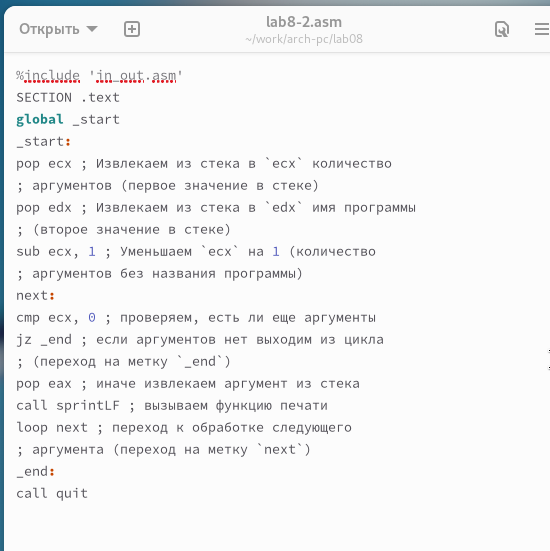 Открыть
lab8-2.asm
~/work/arch-pc/lab08
%include 'in_out.asm'
SECTION .text
global _start
_start:
pop ecx ; Извлекаем из стека в `ecx` количество
; аргументов (первое значение в стеке)
pop edx ; Извлекаем из стека в `edx` имя программы
; (второе значение в стеке)
sub ecx, 1 ; Уменьшаем `ecx` на 1 (количество
; аргументов без названия программы)
next:
cmp ecx, 0 ; проверяем, есть ли еще аргументы
jz _end ; если аргументов нет выходим из цикла
; (переход на метку `_end`)
pop eax ; иначе извлекаем аргумент из стека
call sprintLF ; вызываем функцию печати
loop next ; переход к обработке следующего
; аргумента (переход на метку `next`)
_end:
call quit